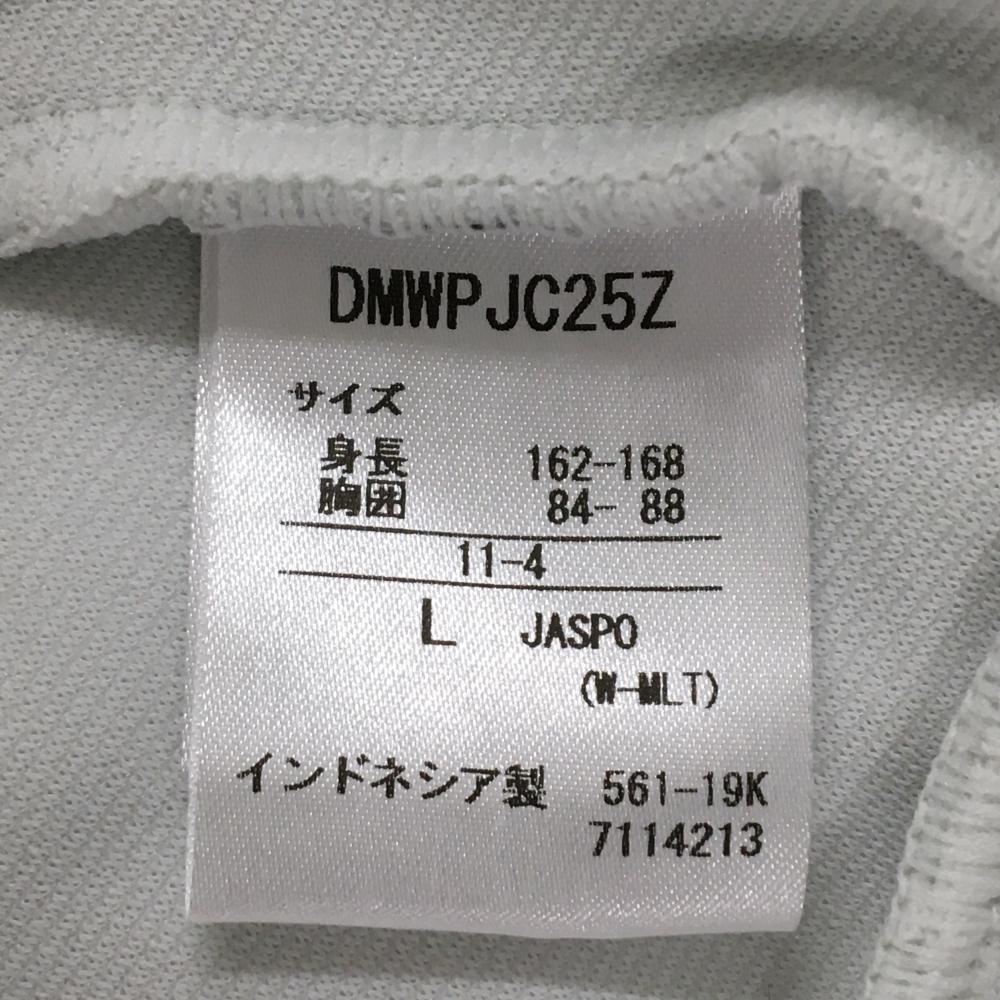 DMWPJC25Z
サイズ
身長 162-168
胸囲 84- 88
11-4
L JASPO
(W-MLT)
インドネシア製 561-19K
7114213